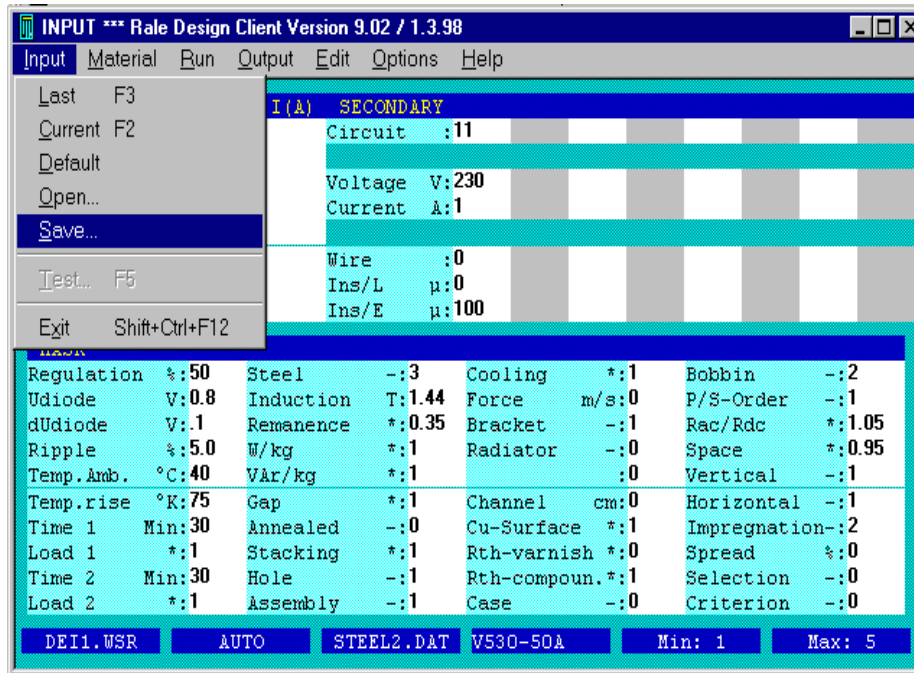 INPUT *** Rale Design Client Version 9.02 / 1.3.98
Input Material Run Output Edit Options Help
Last F3
Current F2
Default
Open...
Save...
Test... F5
Exit Shift+Ctrl+F12
I(A) SECONDARY
Circuit :11
Voltage V:230
Current A:1
Wire :0
Ins/L µ:0
Ins/E µ:100
Regulation %:50 Steel -:3 Cooling *:1 Bobbin -:2
Udiode V:0.8 Induction T:1.44 Force m/s:0 P/S-Order -:1
dUdiode V:.1 Remanence *:0.35 Bracket -:1 Rac/Rdc *:1.05
Ripple %:5.0 W/kg *:1 Radiator -:0 Space *:0.95
Temp.Amb. °C:40 VAr/kg *:1 :0 Vertical -:1
Temp.rise °K:75 Gap *:1 Channel cm:0 Horizontal -:1
Time 1 Min:30 Annealed -:0 Cu-Surface *:1 Impregnation-:2
Load 1 *:1 Stacking *:1 Rth-varnish *:0 Spread %:0
Time 2 Min:30 Hole -:1 Rth-compoun.*:1 Selection -:0
Load 2 *:1 Assembly -:1 Case -:0 Criterion -:0
DEI1.WSR AUTO STEEL2.DAT V530-50A Min: 1 Max: 5